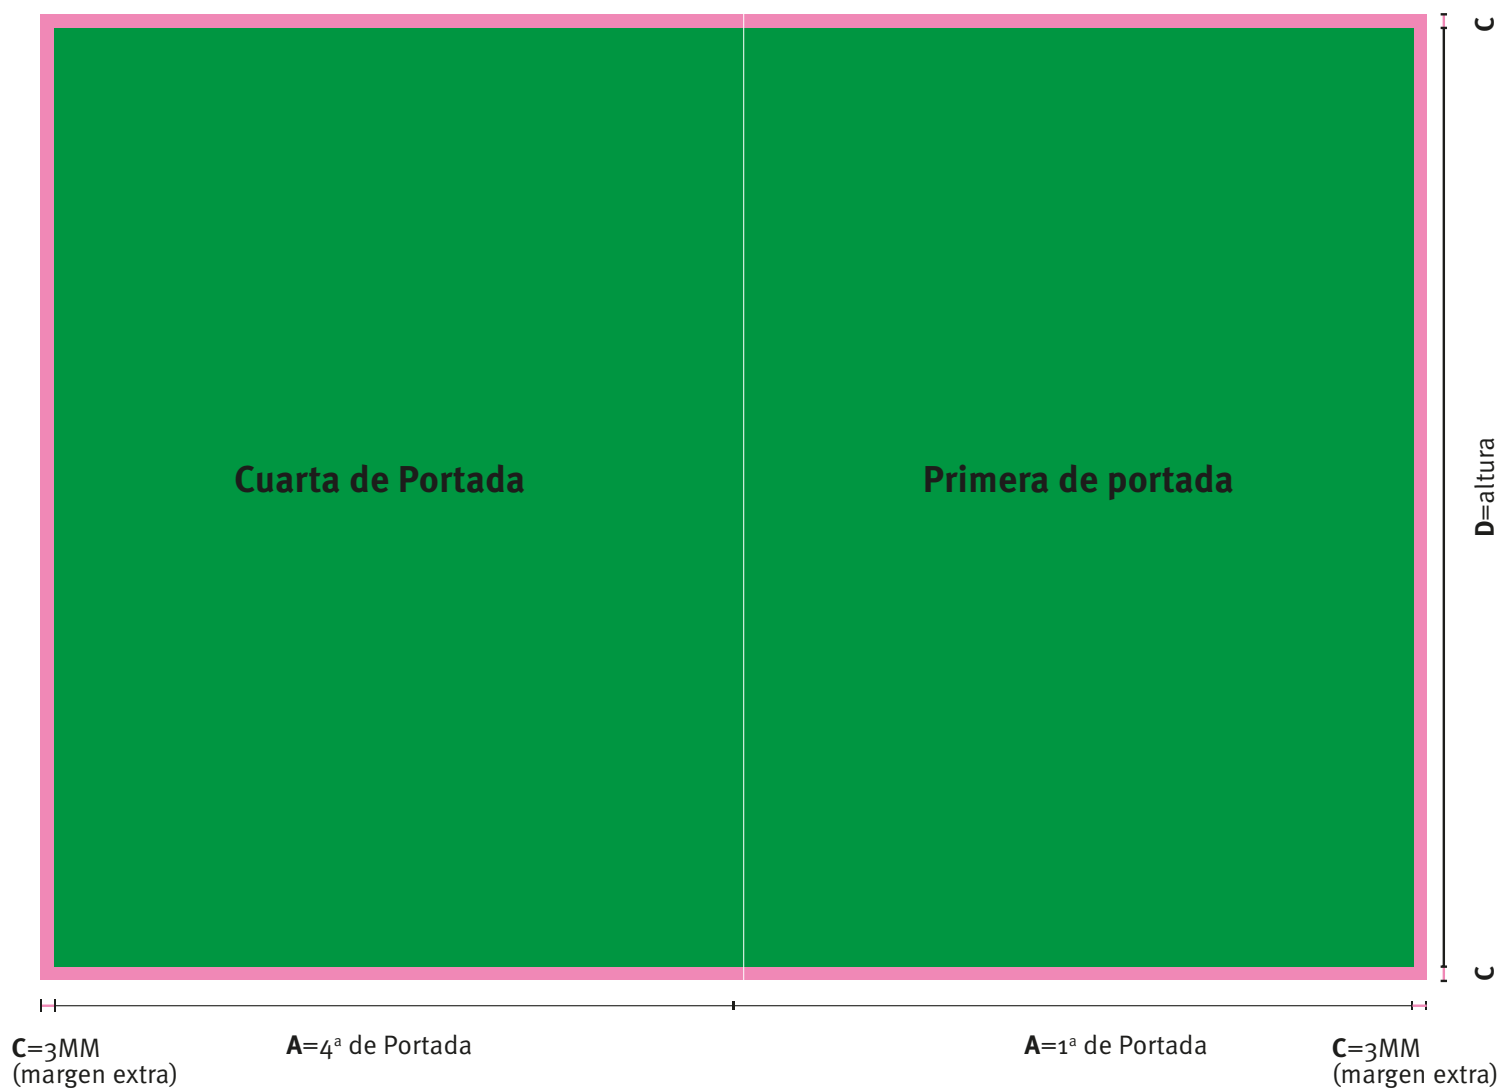 C
Cuarta de Portada
Primera de portada
D=altura
C
C=3MM
(margen extra)
A=4ª de Portada
A=1ª de Portada
C=3MM
(margen extra)